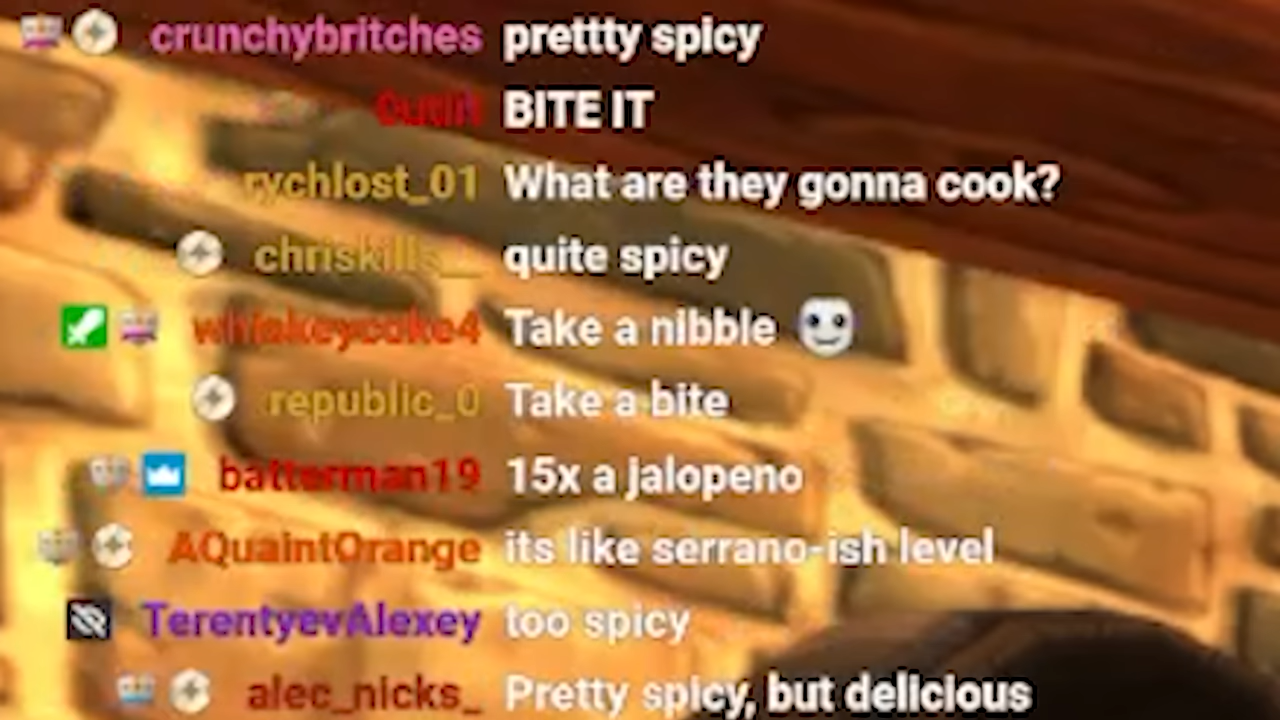 crunchybritches prettty spicy
BITE IT
rychlost_01 What are they gonna cook?
chriskills__ quite spicy
whiskeycoke4 Take a nibble
republic_0 Take a bite
batterman19 15x a jalopeno
AQuaintOrange its like serrano-ish level
TerentyevAlexey too spicy
alec_nicks_ Pretty spicy, but delicious